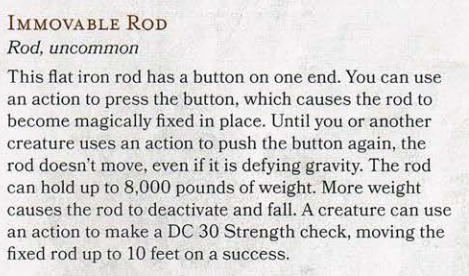 Immovable Rod
Rod, uncommon
This flat iron rod has a button on one end. You can use
an action to press the button, which causes the rod to
become magically fixed in place. Until you or another
creature uses an action to push the button again, the
rod doesn't move, even if it is defying gravity. The rod
can hold up to 8,000 pounds of weight. More weight
causes the rod to deactivate and fall. A creature can use
an action to make a DC 30 Strength check, moving the
fixed rod up to 10 feet on a success.